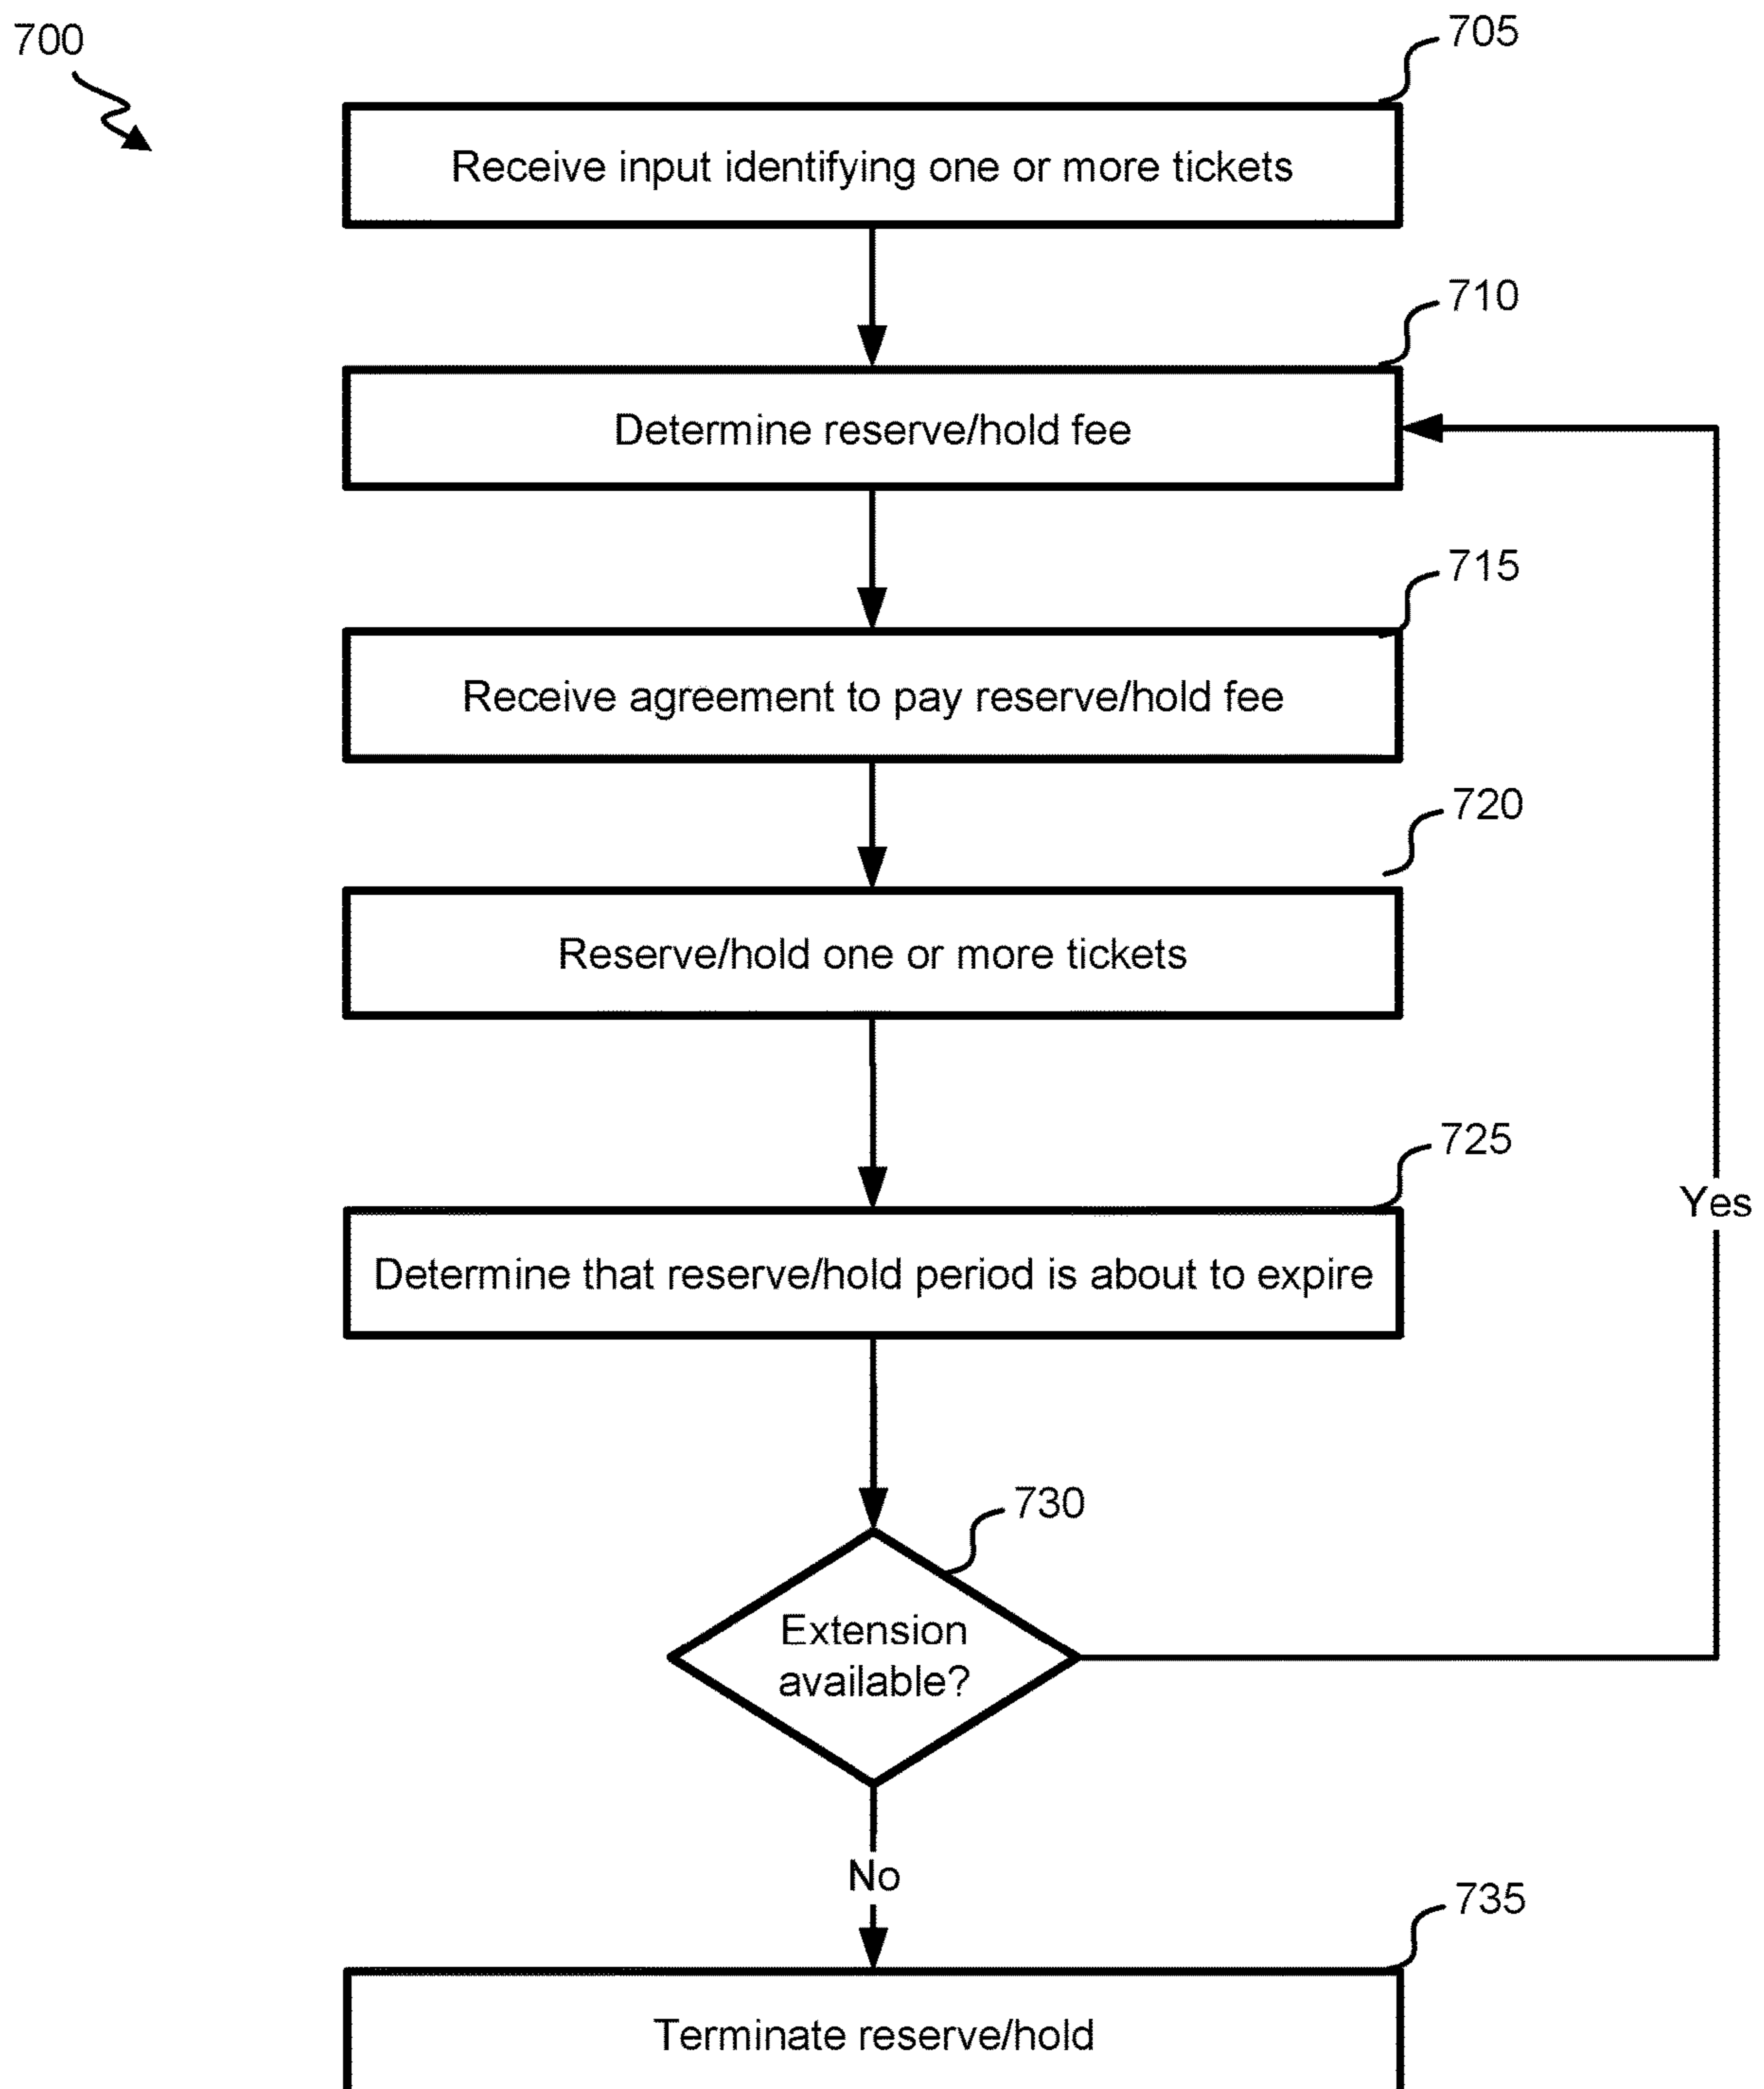 700
705
Receive input identifying one or more tickets
710
Determine reserve/hold fee
715
Receive agreement to pay reserve/hold fee
720
Reserve/hold one or more tickets
725
Yes
Determine that reserve/hold period is about to expire
730
Extension
available?
No
735
Terminate reserve/hold